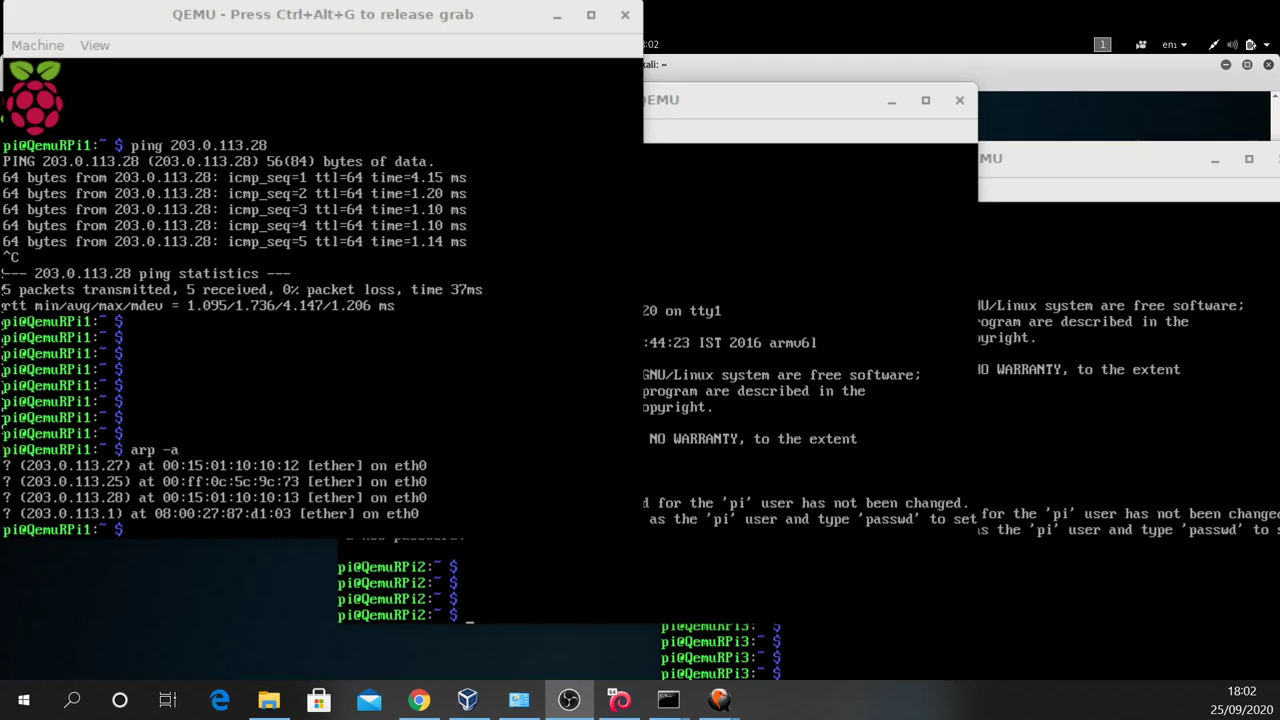 QEMU - Press Ctrl+Alt+G to release grab
Machine View
pi@QemuRPi1:~ $ ping 203.0.113.28
PING 203.0.113.28 (203.0.113.28) 56(84) bytes of data.
64 bytes from 203.0.113.28: icmp_seq=1 ttl=64 time=4.15 ms
64 bytes from 203.0.113.28: icmp_seq=2 ttl=64 time=1.20 ms
64 bytes from 203.0.113.28: icmp_seq=3 ttl=64 time=1.10 ms
64 bytes from 203.0.113.28: icmp_seq=4 ttl=64 time=1.10 ms
64 bytes from 203.0.113.28: icmp_seq=5 ttl=64 time=1.14 ms
^C
--- 203.0.113.28 ping statistics ---
5 packets transmitted, 5 received, 0% packet loss, time 37ms
rtt min/avg/max/mdev = 1.095/1.736/4.147/1.206 ms
pi@QemuRPi1:~ $
pi@QemuRPi1:~ $
pi@QemuRPi1:~ $
pi@QemuRPi1:~ $
pi@QemuRPi1:~ $
pi@QemuRPi1:~ $
pi@QemuRPi1:~ $
pi@QemuRPi1:~ $
pi@QemuRPi1:~ $ arp -a
? (203.0.113.27) at 00:15:01:10:10:12 [ether] on eth0
? (203.0.113.25) at 00:ff:0c:5c:9c:73 [ether] on eth0
? (203.0.113.28) at 00:15:01:10:10:13 [ether] on eth0
? (203.0.113.1) at 08:00:27:87:d1:03 [ether] on eth0
pi@QemuRPi1:~ $
:02
1
en1
kali: ~
QEMU
20 on tty1
:44:23 IST 2016 armv6l
GNU/Linux system are free software;
program are described in the
opyright.
NO WARRANTY, to the extent
d for the 'pi' user has not been changed.
as the 'pi' user and type 'passwd' to set
a new password.
pi@QemuRPi2:~ $
pi@QemuRPi2:~ $
pi@QemuRPi2:~ $
pi@QemuRPi2:~ $ _
MU
NU/Linux system are free software;
rogram are described in the
pyright.
NO WARRANTY, to the extent
for the 'pi' user has not been changed
as the 'pi' user and type 'passwd' to s
pi@QemuRPi3:~ $
pi@QemuRPi3:~ $
pi@QemuRPi3:~ $
pi@QemuRPi3:~ $
64
18:02
25/09/2020